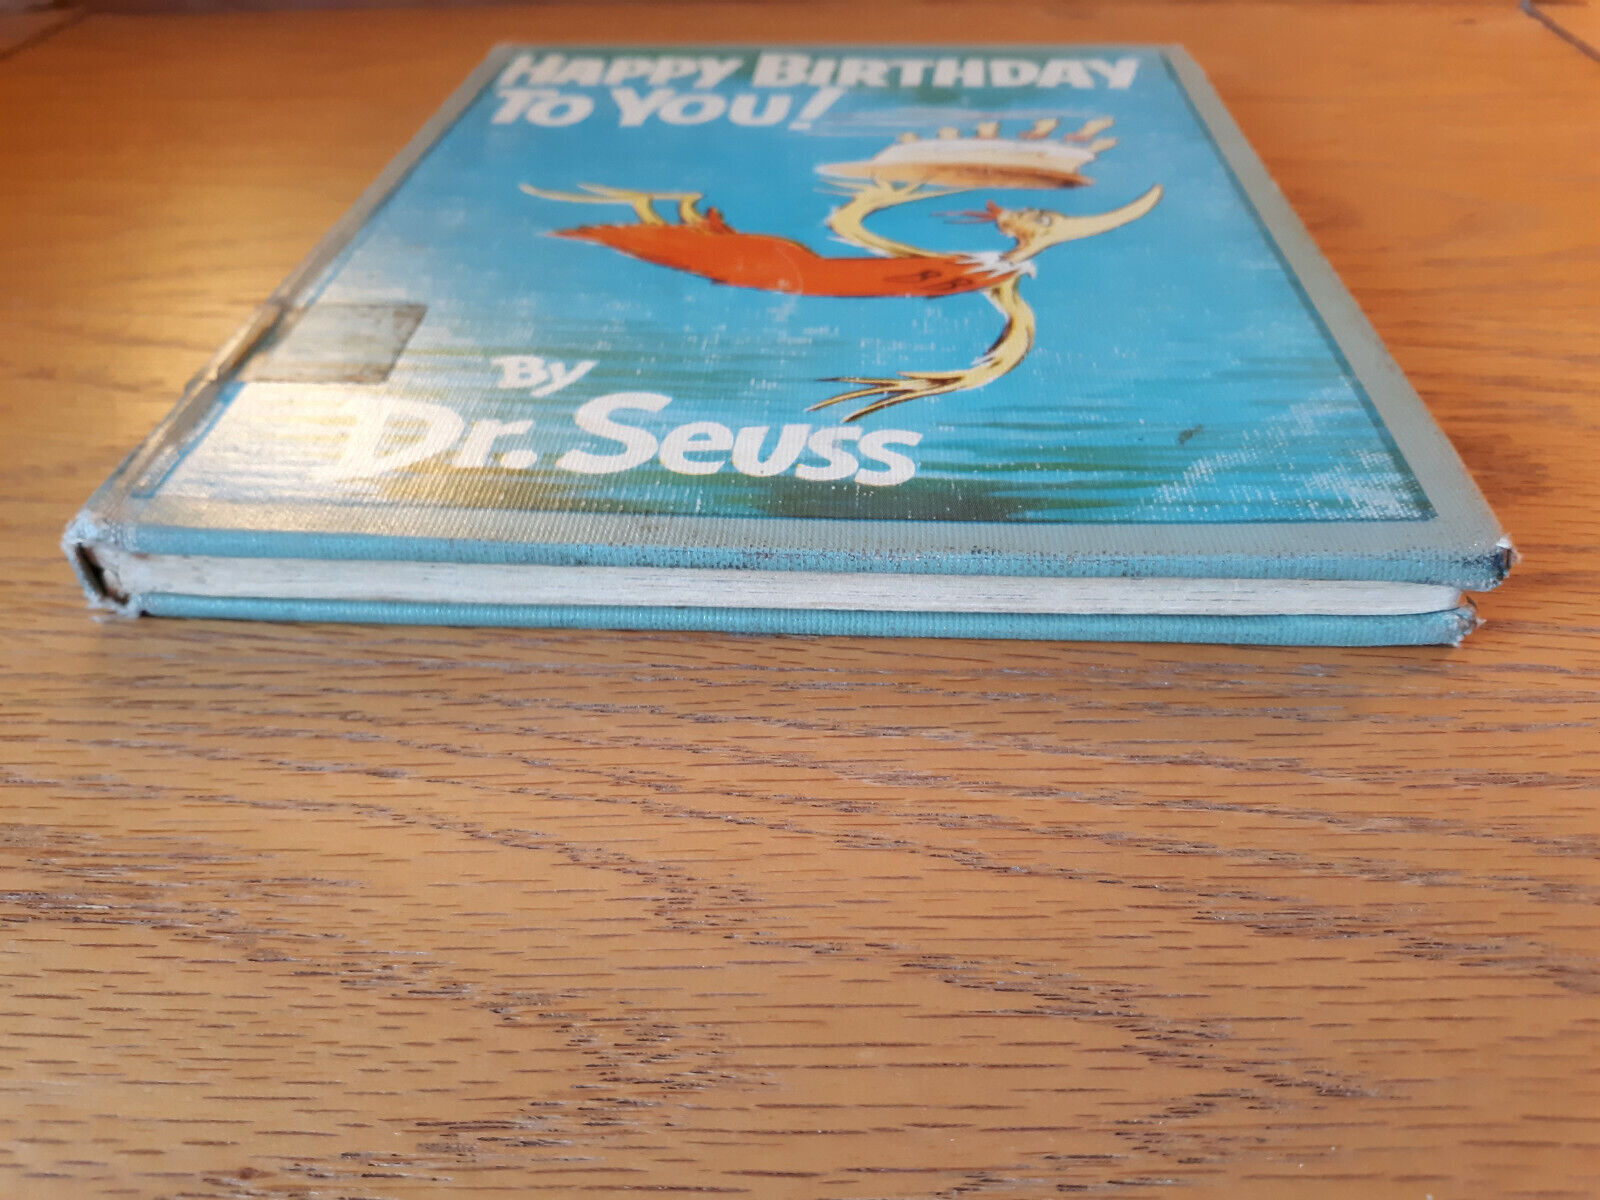 HAPPY BIRTHDAY
TO YOU!
By
Dr. Seuss